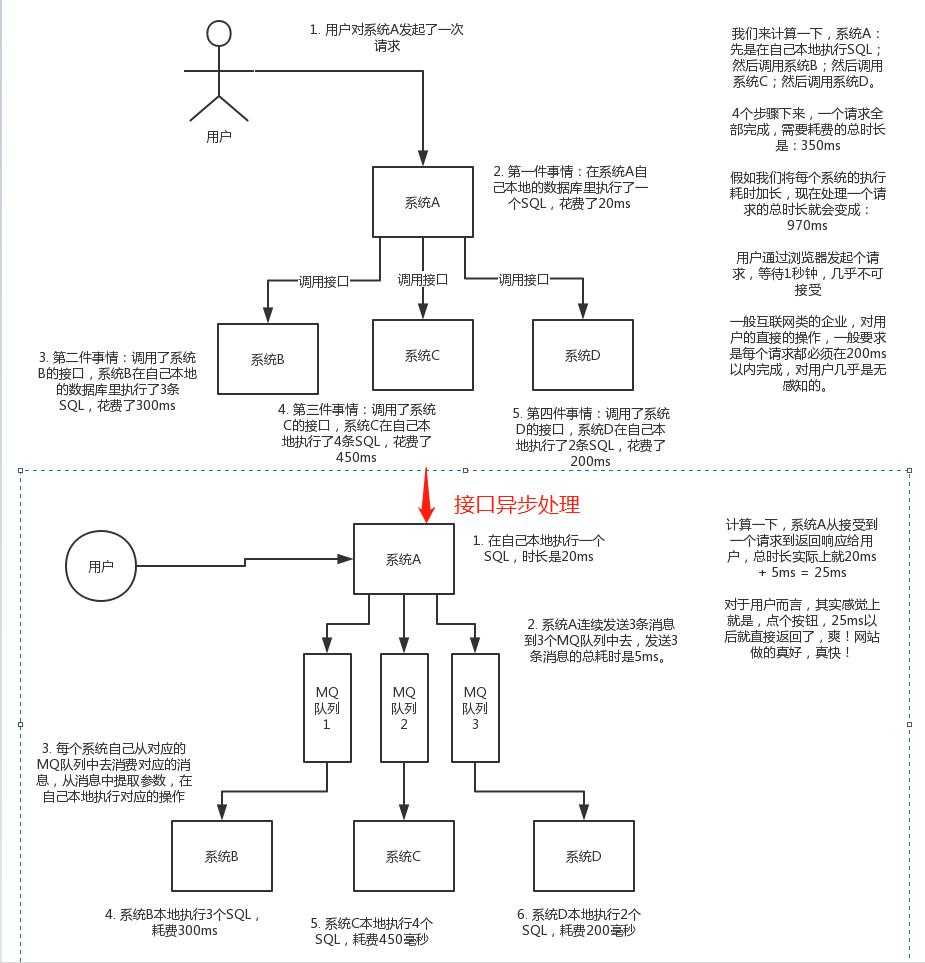 1. 用户对系统A发起了一次
请求
用户
系统A
2. 第一件事情：在系统A自
己本地的数据库里执行了一
个SQL，花费了20ms
调用接口
调用接口
调用接口
系统B
系统C
系统D
3. 第二件事情：调用了系统
B的接口，系统B在自己本地
的数据库里执行了3条
SQL，花费了300ms
4. 第三件事情：调用了系统
C的接口，系统C在自己本
地执行了4条SQL，花费了
450ms
5. 第四件事情：调用了系统
D的接口，系统D在自己本
地执行了2条SQL，花费了
200ms
我们来计算一下，系统A：
先是在自己本地执行SQL；
然后调用系统B；然后调用
系统C；然后调用系统D。
4个步骤下来，一个请求全
部完成，需要耗费的总时长
是：350ms
假如我们将每个系统的执行
耗时加长，现在处理一个请
求的总时长就会变成：
970ms
用户通过浏览器发起个请
求，等待1秒钟，几乎不可
接受
一般互联网类的企业，对用
户的直接的操作，一般要求
是每个请求都必须在200ms
以内完成，对用户几乎是无
感知的。
接口异步处理
用户
系统A
1. 在自己本地执行一个
SQL，时长是20ms
2. 系统A连续发送3条消息
到3个MQ队列中去，发送3
条消息的总耗时是5ms。
MQ
队列
1
MQ
队列
2
MQ
队列
3
3. 每个系统自己从对应的
MQ队列中去消费对应的消
息，从消息中提取参数，在
自己本地执行对应的操作
系统B
系统C
系统D
4. 系统B本地执行3个SQL，
耗费300ms
5. 系统C本地执行4个
SQL，耗费450毫秒
6. 系统D本地执行2个
SQL，耗费200毫秒
计算一下，系统A从接受到
一个请求到返回响应给用
户，总时长实际上就20ms
+ 5ms = 25ms
对于用户而言，其实感觉上
就是，点个按钮，25ms以
后就直接返回了，爽！网站
做的真好，真快！